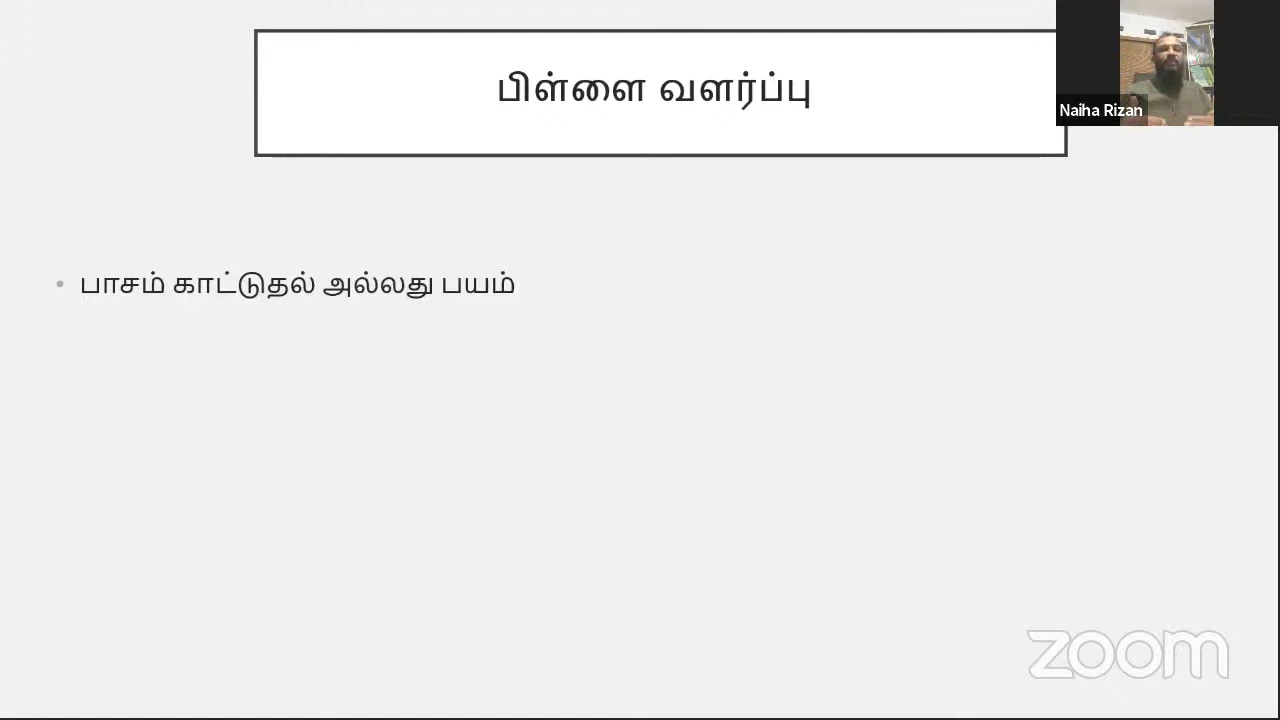 பிள்ளை வளர்ப்பு
Naiha Rizan
பாசம் காட்டுதல் அல்லது பயம்
zoom